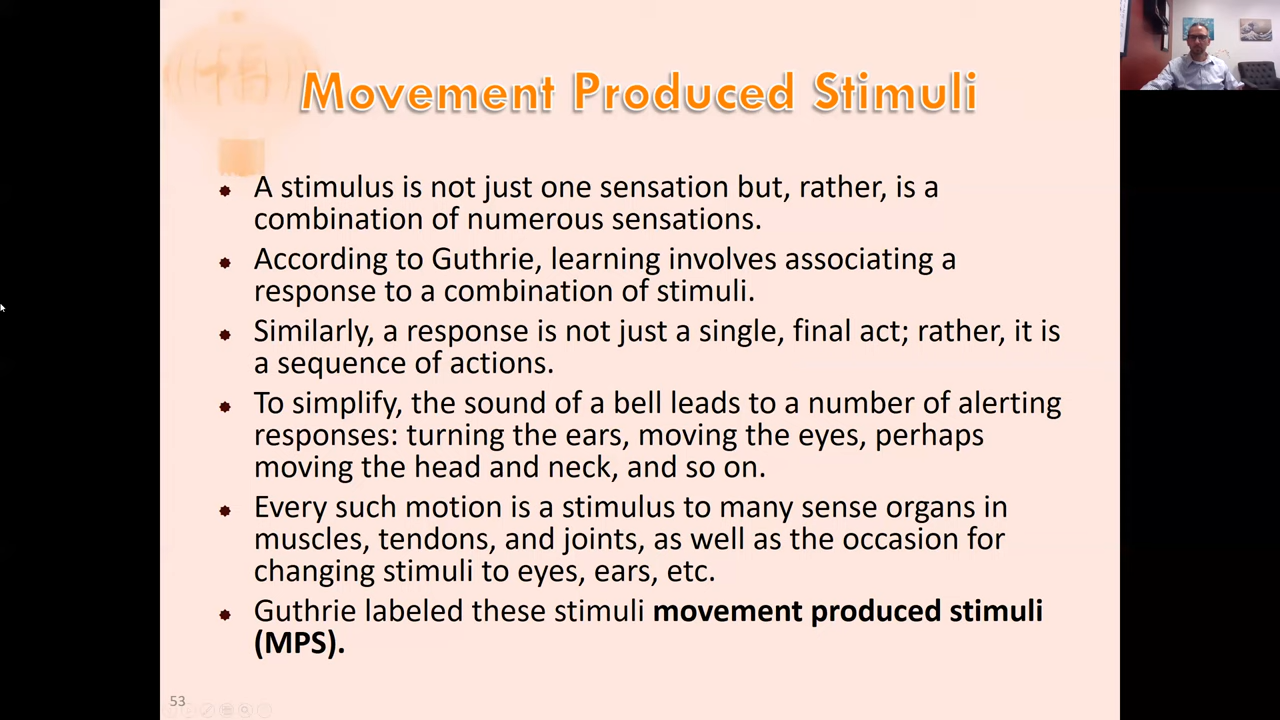 Movement Produced Stimuli
A stimulus is not just one sensation but, rather, is a
combination of numerous sensations.
According to Guthrie, learning involves associating a
response to a combination of stimuli.
Similarly, a response is not just a single, final act; rather, it is
a sequence of actions.
To simplify, the sound of a bell leads to a number of alerting
responses: turning the ears, moving the eyes, perhaps
moving the head and neck, and so on.
Every such motion is a stimulus to many sense organs in
muscles, tendons, and joints, as well as the occasion for
changing stimuli to eyes, ears, etc.
Guthrie labeled these stimuli movement produced stimuli
(MPS).
53